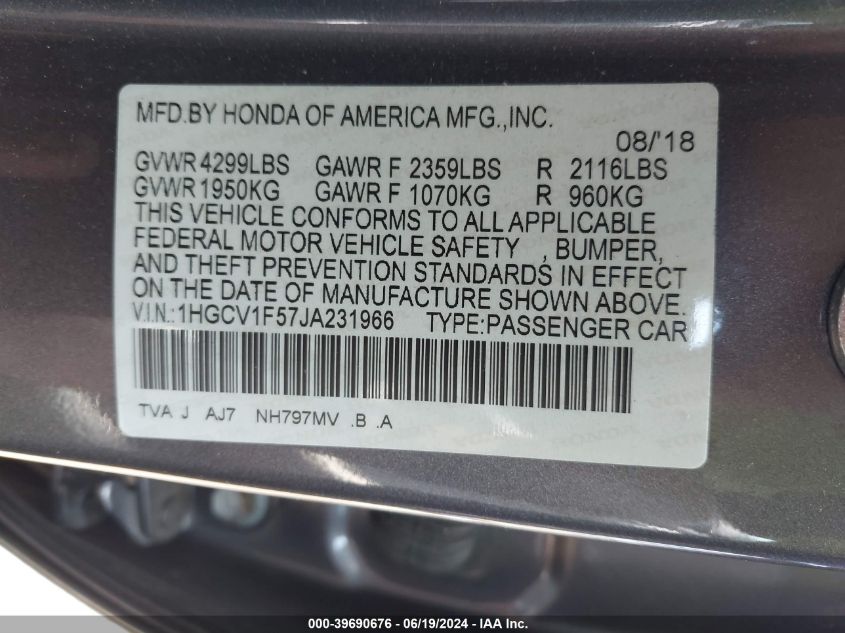 MFD.BY HONDA OF AMERICA MFG.,INC.
08/'18
GVWR 4299LBS GAWR F 2359LBS R 2116LBS
GVWR 1950KG GAWR F 1070KG R 960KG
THIS VEHICLE CONFORMS TO ALL APPLICABLE
FEDERAL MOTOR VEHICLE SAFETY , BUMPER,
AND THEFT PREVENTION STANDARDS IN EFFECT
ON THE DATE OF MANUFACTURE SHOWN ABOVE.
V.I.N.:1HGCV1F57JA231966 TYPE:PASSENGER CAR
TVA J AJ7 NH797MV .B .A
000-39690676 - 06/19/2024 - IAA Inc.